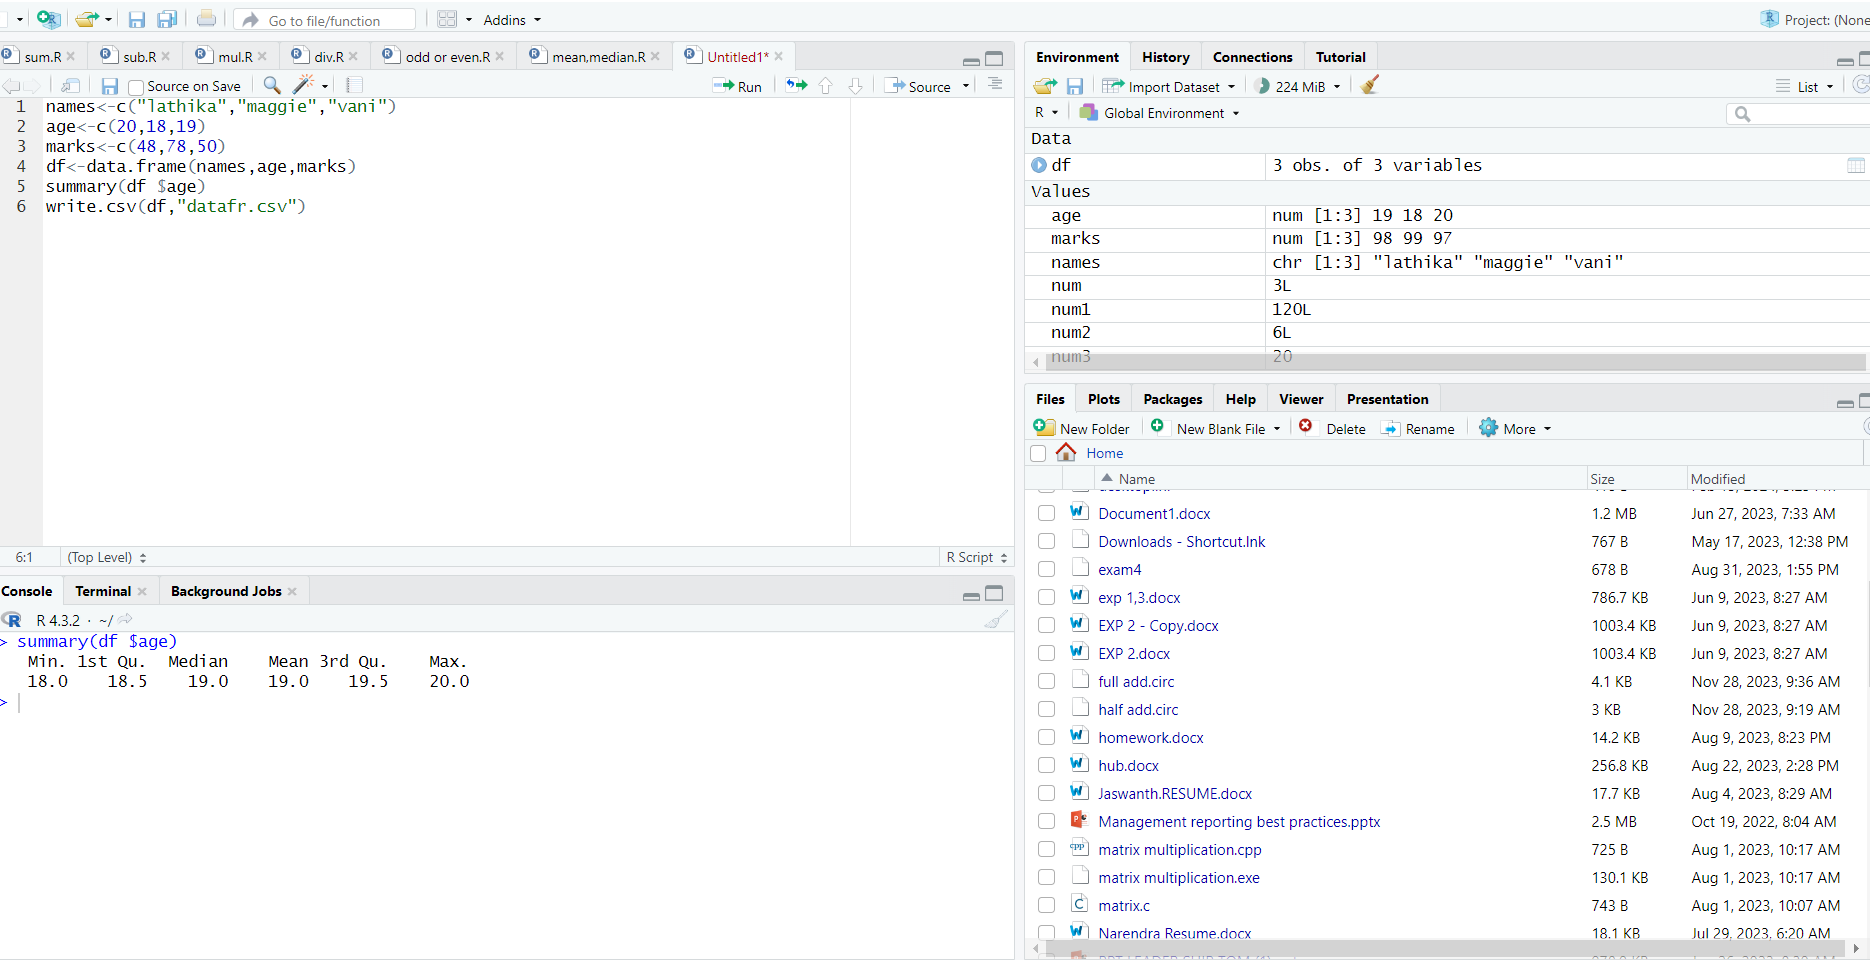 Go to file/function
Addins
Project: (None
sum.R
sub.R
mul.R
div.R
odd or even.R
mean,median.R
Untitled1*
Source on Save
Run
Source
1 names<-c("lathika","maggie","vani")
2 age<-c(20,18,19)
3 marks<-c(48,78,50)
4 df<-data.frame(names,age,marks)
5 summary(df $age)
6 write.csv(df,"datafr.csv")
6:1 (Top Level) R Script
Console Terminal Background Jobs
R 4.3.2 · ~/
> summary(df $age)
Min. 1st Qu. Median Mean 3rd Qu. Max.
18.0 18.5 19.0 19.0 19.5 20.0
>
Environment History Connections Tutorial
Import Dataset 224 MiB List
R Global Environment
Data
df 3 obs. of 3 variables
Values
age num [1:3] 19 18 20
marks num [1:3] 98 99 97
names chr [1:3] "lathika" "maggie" "vani"
num 3L
num1 120L
num2 6L
num3 20
Files Plots Packages Help Viewer Presentation
New Folder New Blank File Delete Rename More
Home
Name Size Modified
Document1.docx 1.2 MB Jun 27, 2023, 7:33 AM
Downloads - Shortcut.lnk 767 B May 17, 2023, 12:38 PM
exam4 678 B Aug 31, 2023, 1:55 PM
exp 1,3.docx 786.7 KB Jun 9, 2023, 8:27 AM
EXP 2 - Copy.docx 1003.4 KB Jun 9, 2023, 8:27 AM
EXP 2.docx 1003.4 KB Jun 9, 2023, 8:27 AM
full add.circ 4.1 KB Nov 28, 2023, 9:36 AM
half add.circ 3 KB Nov 28, 2023, 9:19 AM
homework.docx 14.2 KB Aug 9, 2023, 8:23 PM
hub.docx 256.8 KB Aug 22, 2023, 2:28 PM
Jaswanth.RESUME.docx 17.7 KB Aug 4, 2023, 8:29 AM
Management reporting best practices.pptx 2.5 MB Oct 19, 2022, 8:04 AM
matrix multiplication.cpp 725 B Aug 1, 2023, 10:17 AM
matrix multiplication.exe 130.1 KB Aug 1, 2023, 10:17 AM
matrix.c 743 B Aug 1, 2023, 10:07 AM
Narendra Resume.docx 18.1 KB Jul 29, 2023, 6:20 AM